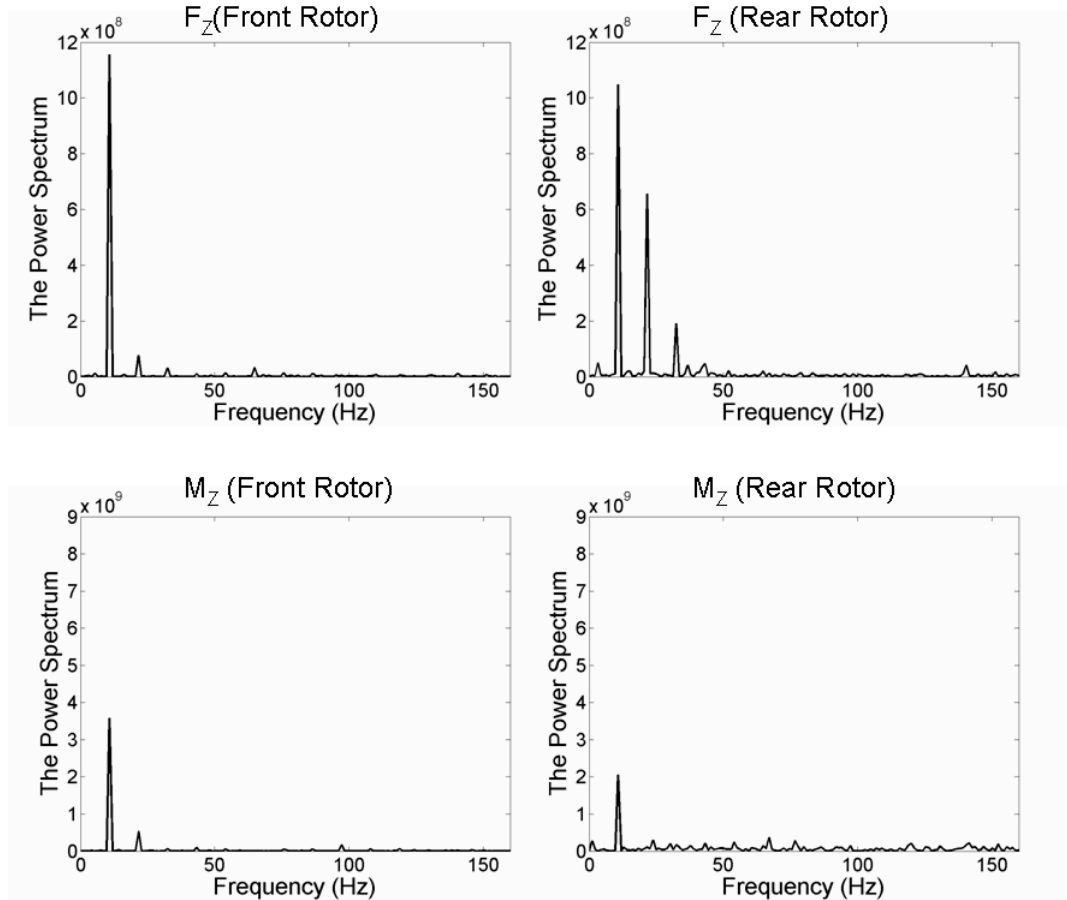 F_Z(Front Rotor)
x 10^8
12
10
8
6
4
2
0
The Power Spectrum
0 50 100 150
Frequency (Hz)
F_Z (Rear Rotor)
x 10^8
12
10
8
6
4
2
0
The Power Spectrum
0 50 100 150
Frequency (Hz)
M_Z (Front Rotor)
x 10^9
9
8
7
6
5
4
3
2
1
0
The Power Spectrum
0 50 100 150
Frequency (Hz)
M_Z (Rear Rotor)
x 10^9
9
8
7
6
5
4
3
2
1
0
The Power Spectrum
0 50 100 150
Frequency (Hz)